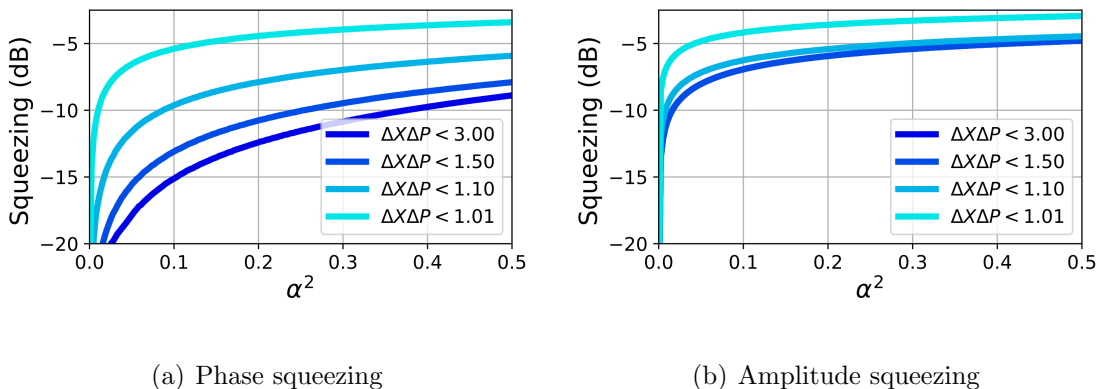 Squeezing (dB)
−5
−10
−15
−20
0.0 0.1 0.2 0.3 0.4 0.5
α²
ΔXΔP < 3.00
ΔXΔP < 1.50
ΔXΔP < 1.10
ΔXΔP < 1.01
(a) Phase squeezing
Squeezing (dB)
−5
−10
−15
−20
0.0 0.1 0.2 0.3 0.4 0.5
α²
ΔXΔP < 3.00
ΔXΔP < 1.50
ΔXΔP < 1.10
ΔXΔP < 1.01
(b) Amplitude squeezing